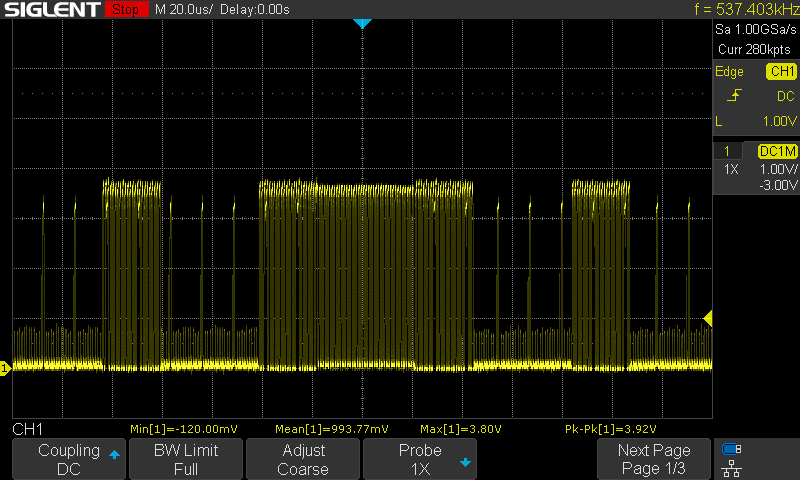 SIGLENT Stop M 20.0us/ Delay:0.00s f = 537.403kHz
Sa 1.00GSa/s
Curr 280kpts
Edge CH1
DC
L 1.00V
1 DC1M
1X 1.00V/
-3.00V
1
CH1 Min[1]=-120.00mV Mean[1]=993.77mV Max[1]=3.80V Pk-Pk[1]=3.92V
Coupling BW Limit Adjust Probe Next Page
DC Full Coarse 1X Page 1/3